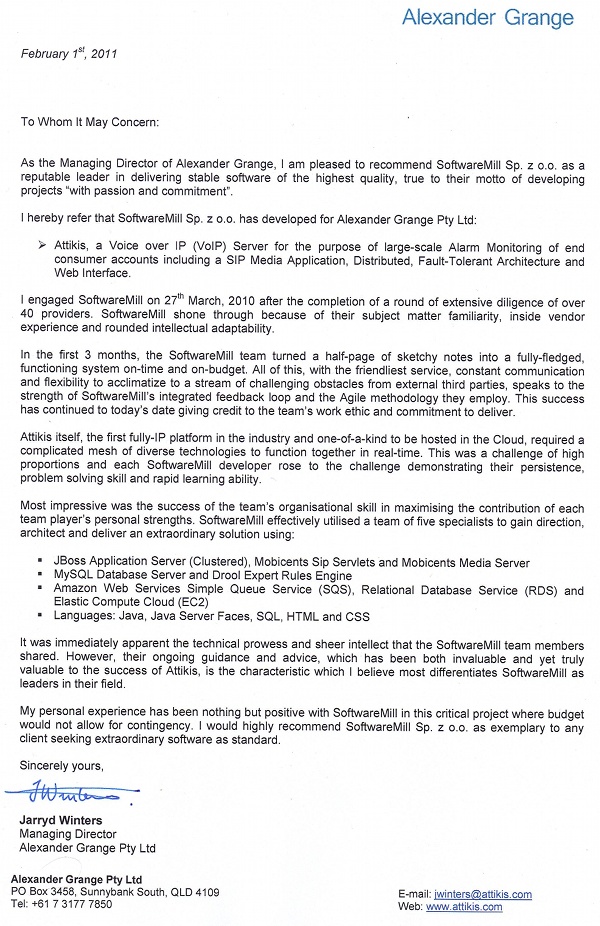 Alexander Grange
February 1st, 2011
To Whom It May Concern:
As the Managing Director of Alexander Grange, I am pleased to recommend SoftwareMill Sp. z o.o. as a
reputable leader in delivering stable software of the highest quality, true to their motto of developing
projects “with passion and commitment”.
I hereby refer that SoftwareMill Sp. z o.o. has developed for Alexander Grange Pty Ltd:
➢ Attikis, a Voice over IP (VoIP) Server for the purpose of large-scale Alarm Monitoring of end
consumer accounts including a SIP Media Application, Distributed, Fault-Tolerant Architecture and
Web Interface.
I engaged SoftwareMill on 27th March, 2010 after the completion of a round of extensive diligence of over
40 providers. SoftwareMill shone through because of their subject matter familiarity, inside vendor
experience and rounded intellectual adaptability.
In the first 3 months, the SoftwareMill team turned a half-page of sketchy notes into a fully-fledged,
functioning system on-time and on-budget. All of this, with the friendliest service, constant communication
and flexibility to acclimatize to a stream of challenging obstacles from external third parties, speaks to the
strength of SoftwareMill’s integrated feedback loop and the Agile methodology they employ. This success
has continued to today’s date giving credit to the team’s work ethic and commitment to deliver.
Attikis itself, the first fully-IP platform in the industry and one-of-a-kind to be hosted in the Cloud, required a
complicated mesh of diverse technologies to function together in real-time. This was a challenge of high
proportions and each SoftwareMill developer rose to the challenge demonstrating their persistence,
problem solving skill and rapid learning ability.
Most impressive was the success of the team’s organisational skill in maximising the contribution of each
team player’s personal strengths. SoftwareMill effectively utilised a team of five specialists to gain direction,
architect and deliver an extraordinary solution using:
▪ JBoss Application Server (Clustered), Mobicents Sip Servlets and Mobicents Media Server
▪ MySQL Database Server and Drool Expert Rules Engine
▪ Amazon Web Services Simple Queue Service (SQS), Relational Database Service (RDS) and
Elastic Compute Cloud (EC2)
▪ Languages: Java, Java Server Faces, SQL, HTML and CSS
It was immediately apparent the technical prowess and sheer intellect that the SoftwareMill team members
shared. However, their ongoing guidance and advice, which has been both invaluable and yet truly
valuable to the success of Attikis, is the characteristic which I believe most differentiates SoftwareMill as
leaders in their field.
My personal experience has been nothing but positive with SoftwareMill in this critical project where budget
would not allow for contingency. I would highly recommend SoftwareMill Sp. z o.o. as exemplary to any
client seeking extraordinary software as standard.
Sincerely yours,
JWinters
Jarryd Winters
Managing Director
Alexander Grange Pty Ltd
Alexander Grange Pty Ltd
PO Box 3458, Sunnybank South, QLD 4109
Tel: +61 7 3177 7850
E-mail: jwinters@attikis.com
Web: www.attikis.com